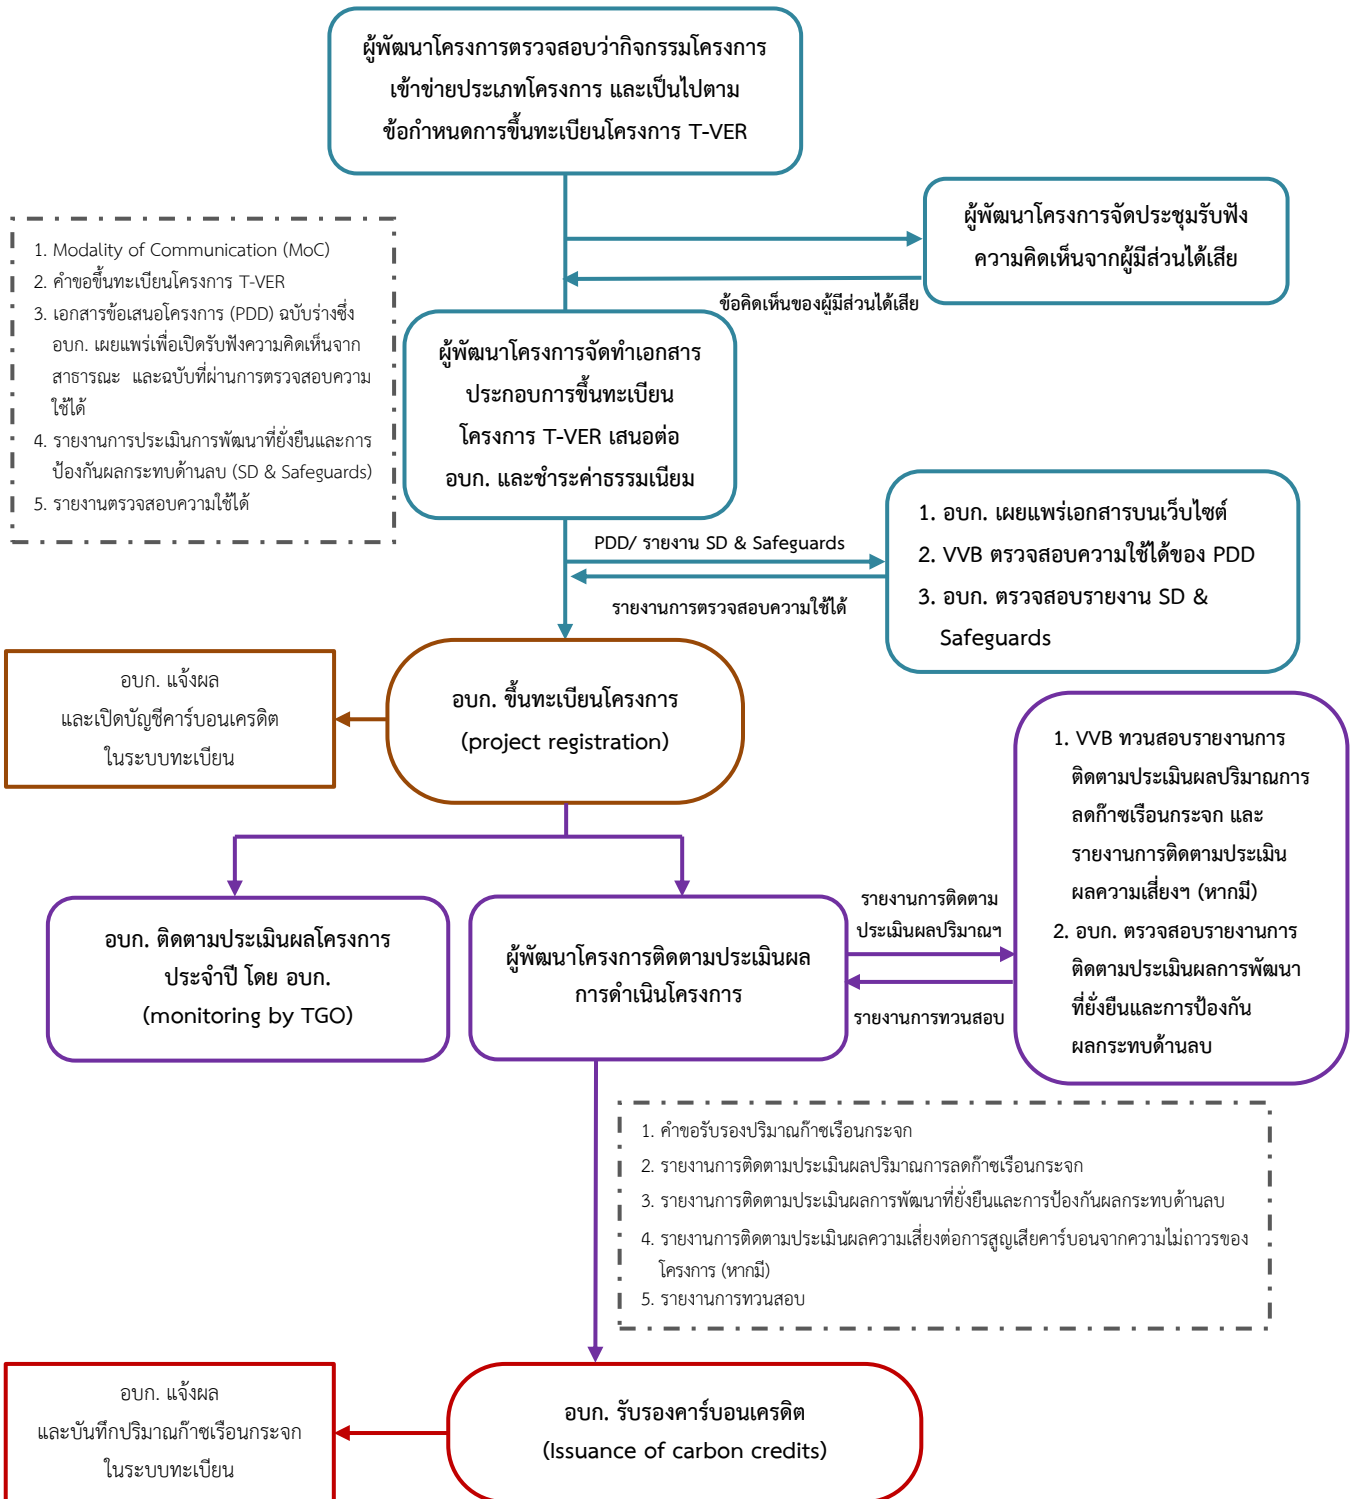 ผู้พัฒนาโครงการตรวจสอบว่ากิจกรรมโครงการ
เข้าข่ายประเภทโครงการ และเป็นไปตาม
ข้อกำหนดการขึ้นทะเบียนโครงการ T-VER
ผู้พัฒนาโครงการจัดประชุมรับฟัง
ความคิดเห็นจากผู้มีส่วนได้เสีย
ข้อคิดเห็นของผู้มีส่วนได้เสีย
1. Modality of Communication (MoC)
2. คำขอขึ้นทะเบียนโครงการ T-VER
3. เอกสารข้อเสนอโครงการ (PDD) ฉบับร่างซึ่ง
อบก. เผยแพร่เพื่อเปิดรับฟังความคิดเห็นจาก
สาธารณะ และฉบับที่ผ่านการตรวจสอบความ
ใช้ได้
4. รายงานการประเมินการพัฒนาที่ยั่งยืนและการ
ป้องกันผลกระทบด้านลบ (SD & Safeguards)
5. รายงานตรวจสอบความใช้ได้
ผู้พัฒนาโครงการจัดทำเอกสาร
ประกอบการขึ้นทะเบียน
โครงการ T-VER เสนอต่อ
อบก. และชำระค่าธรรมเนียม
PDD/ รายงาน SD & Safeguards
รายงานการตรวจสอบความใช้ได้
1. อบก. เผยแพร่เอกสารบนเว็บไซต์
2. VVB ตรวจสอบความใช้ได้ของ PDD
3. อบก. ตรวจสอบรายงาน SD &
Safeguards
อบก. ขึ้นทะเบียนโครงการ
(project registration)
อบก. แจ้งผล
และเปิดบัญชีคาร์บอนเครดิต
ในระบบทะเบียน
อบก. ติดตามประเมินผลโครงการ
ประจำปี โดย อบก.
(monitoring by TGO)
ผู้พัฒนาโครงการติดตามประเมินผล
การดำเนินโครงการ
รายงานการติดตาม
ประเมินผลปริมาณฯ
รายงานการทวนสอบ
1. VVB ทวนสอบรายงานการ
ติดตามประเมินผลปริมาณการ
ลดก๊าซเรือนกระจก และ
รายงานการติดตามประเมิน
ผลความเสี่ยงฯ (หากมี)
2. อบก. ตรวจสอบรายงานการ
ติดตามประเมินผลการพัฒนา
ที่ยั่งยืนและการป้องกัน
ผลกระทบด้านลบ
1. คำขอรับรองปริมาณก๊าซเรือนกระจก
2. รายงานการติดตามประเมินผลปริมาณการลดก๊าซเรือนกระจก
3. รายงานการติดตามประเมินผลการพัฒนาที่ยั่งยืนและการป้องกันผลกระทบด้านลบ
4. รายงานการติดตามประเมินผลความเสี่ยงต่อการสูญเสียคาร์บอนจากความไม่ถาวรของ
โครงการ (หากมี)
5. รายงานการทวนสอบ
อบก. รับรองคาร์บอนเครดิต
(Issuance of carbon credits)
อบก. แจ้งผล
และบันทึกปริมาณก๊าซเรือนกระจก
ในระบบทะเบียน